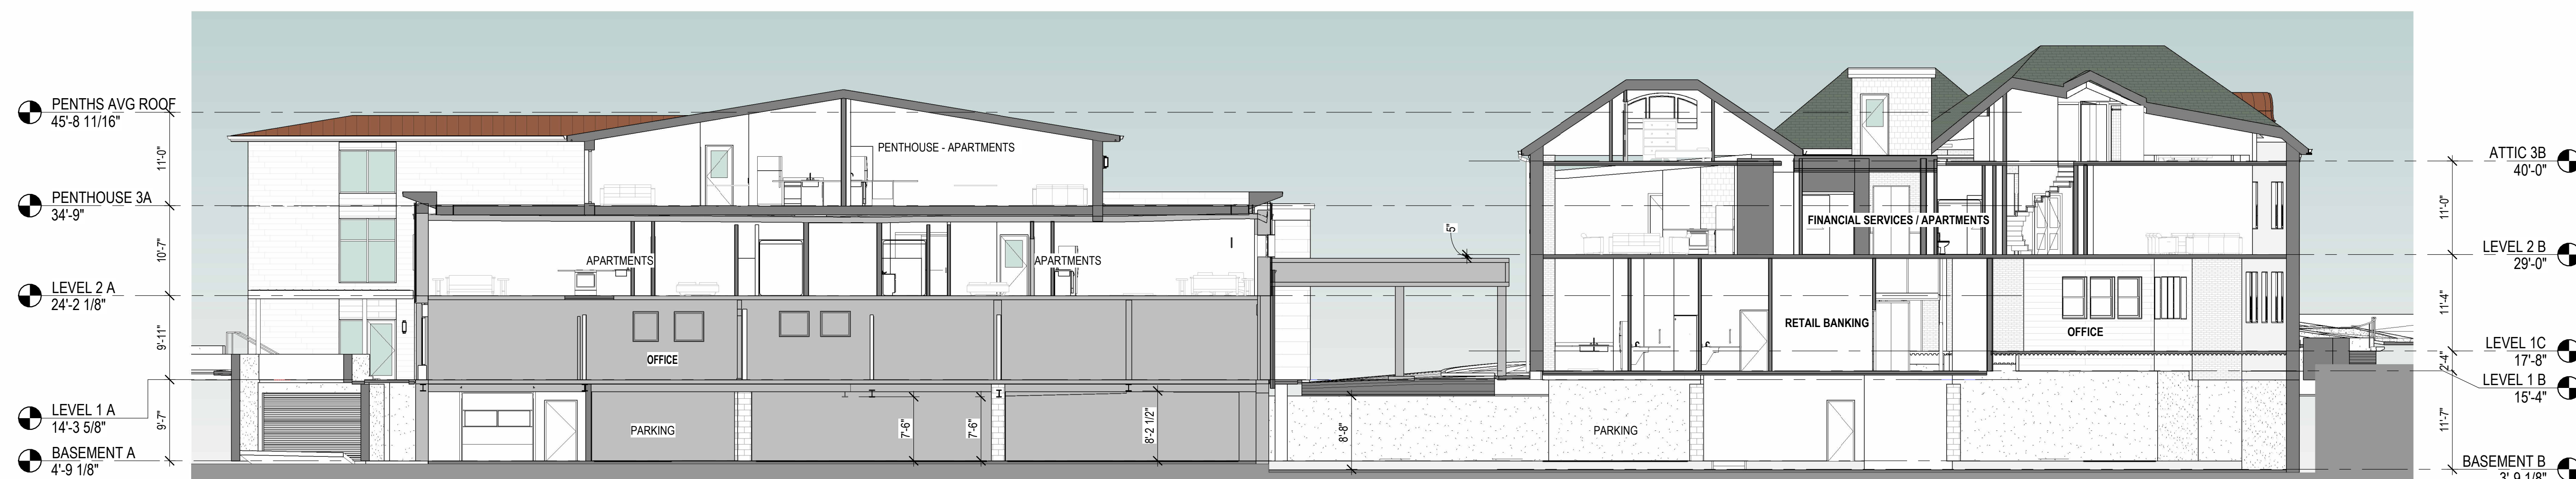 PENTHS AVG ROOF
45'-8 11/16"
11'-0"
PENTHOUSE 3A
34'-9"
10'-7"
LEVEL 2 A
24'-2 1/8"
9'-11"
LEVEL 1 A
14'-3 5/8"
9'-7"
BASEMENT A
4'-9 1/8"
PENTHOUSE - APARTMENTS
APARTMENTS
APARTMENTS
OFFICE
PARKING
7'-6"
7'-6"
8'-2 1/2"
8'-8"
5"
FINANCIAL SERVICES / APARTMENTS
RETAIL BANKING
OFFICE
PARKING
ATTIC 3B
40'-0"
11'-0"
LEVEL 2 B
29'-0"
11'-4"
LEVEL 1C
17'-8"
2'-4"
LEVEL 1 B
15'-4"
11'-7"
BASEMENT B
3'-9 1/8"